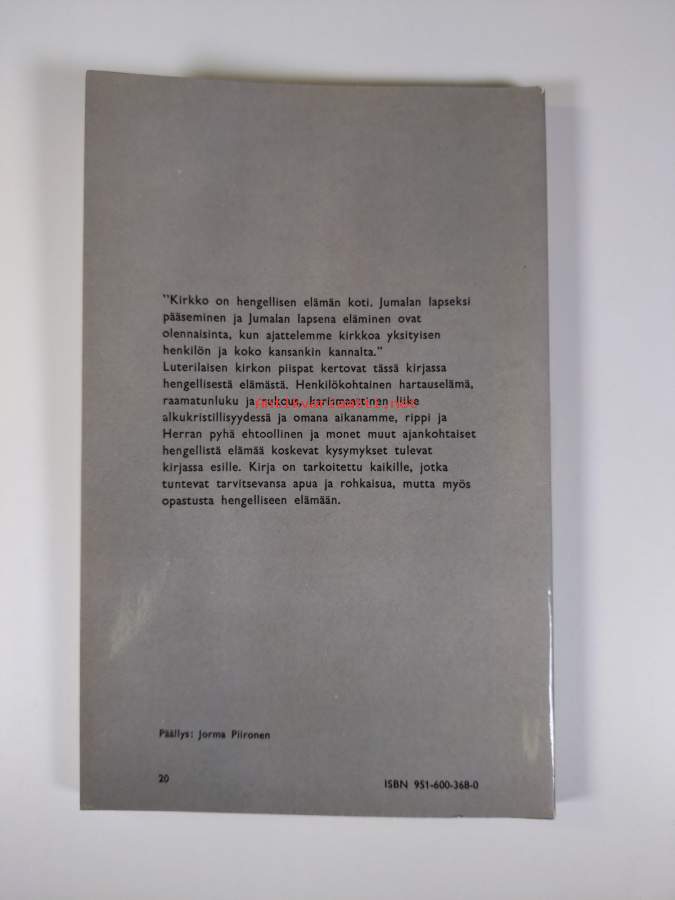 "Kirkko on hengellisen elämän koti. Jumalan lapseksi
pääseminen ja Jumalan lapsena eläminen ovat
olennaisinta, kun ajattelemme kirkkoa yksityisen
henkilön ja koko kansankin kannalta."
Luterilaisen kirkon piispat kertovat tässä kirjassa
hengellisestä elämästä. Henkilökohtainen hartauselämä,
raamatunluku ja rukous, karismaattinen liike
alkukristillisyydessä ja omana aikanamme, rippi ja
Herran pyhä ehtoollinen ja monet muut ajankohtaiset
hengellistä elämää koskevat kysymykset tulevat
kirjassa esille. Kirja on tarkoitettu kaikille, jotka
tuntevat tarvitsevansa apua ja rohkaisua, mutta myös
opastusta hengelliseen elämään.
Päällys: Jorma Piironen
20
ISBN 951-600-368-0